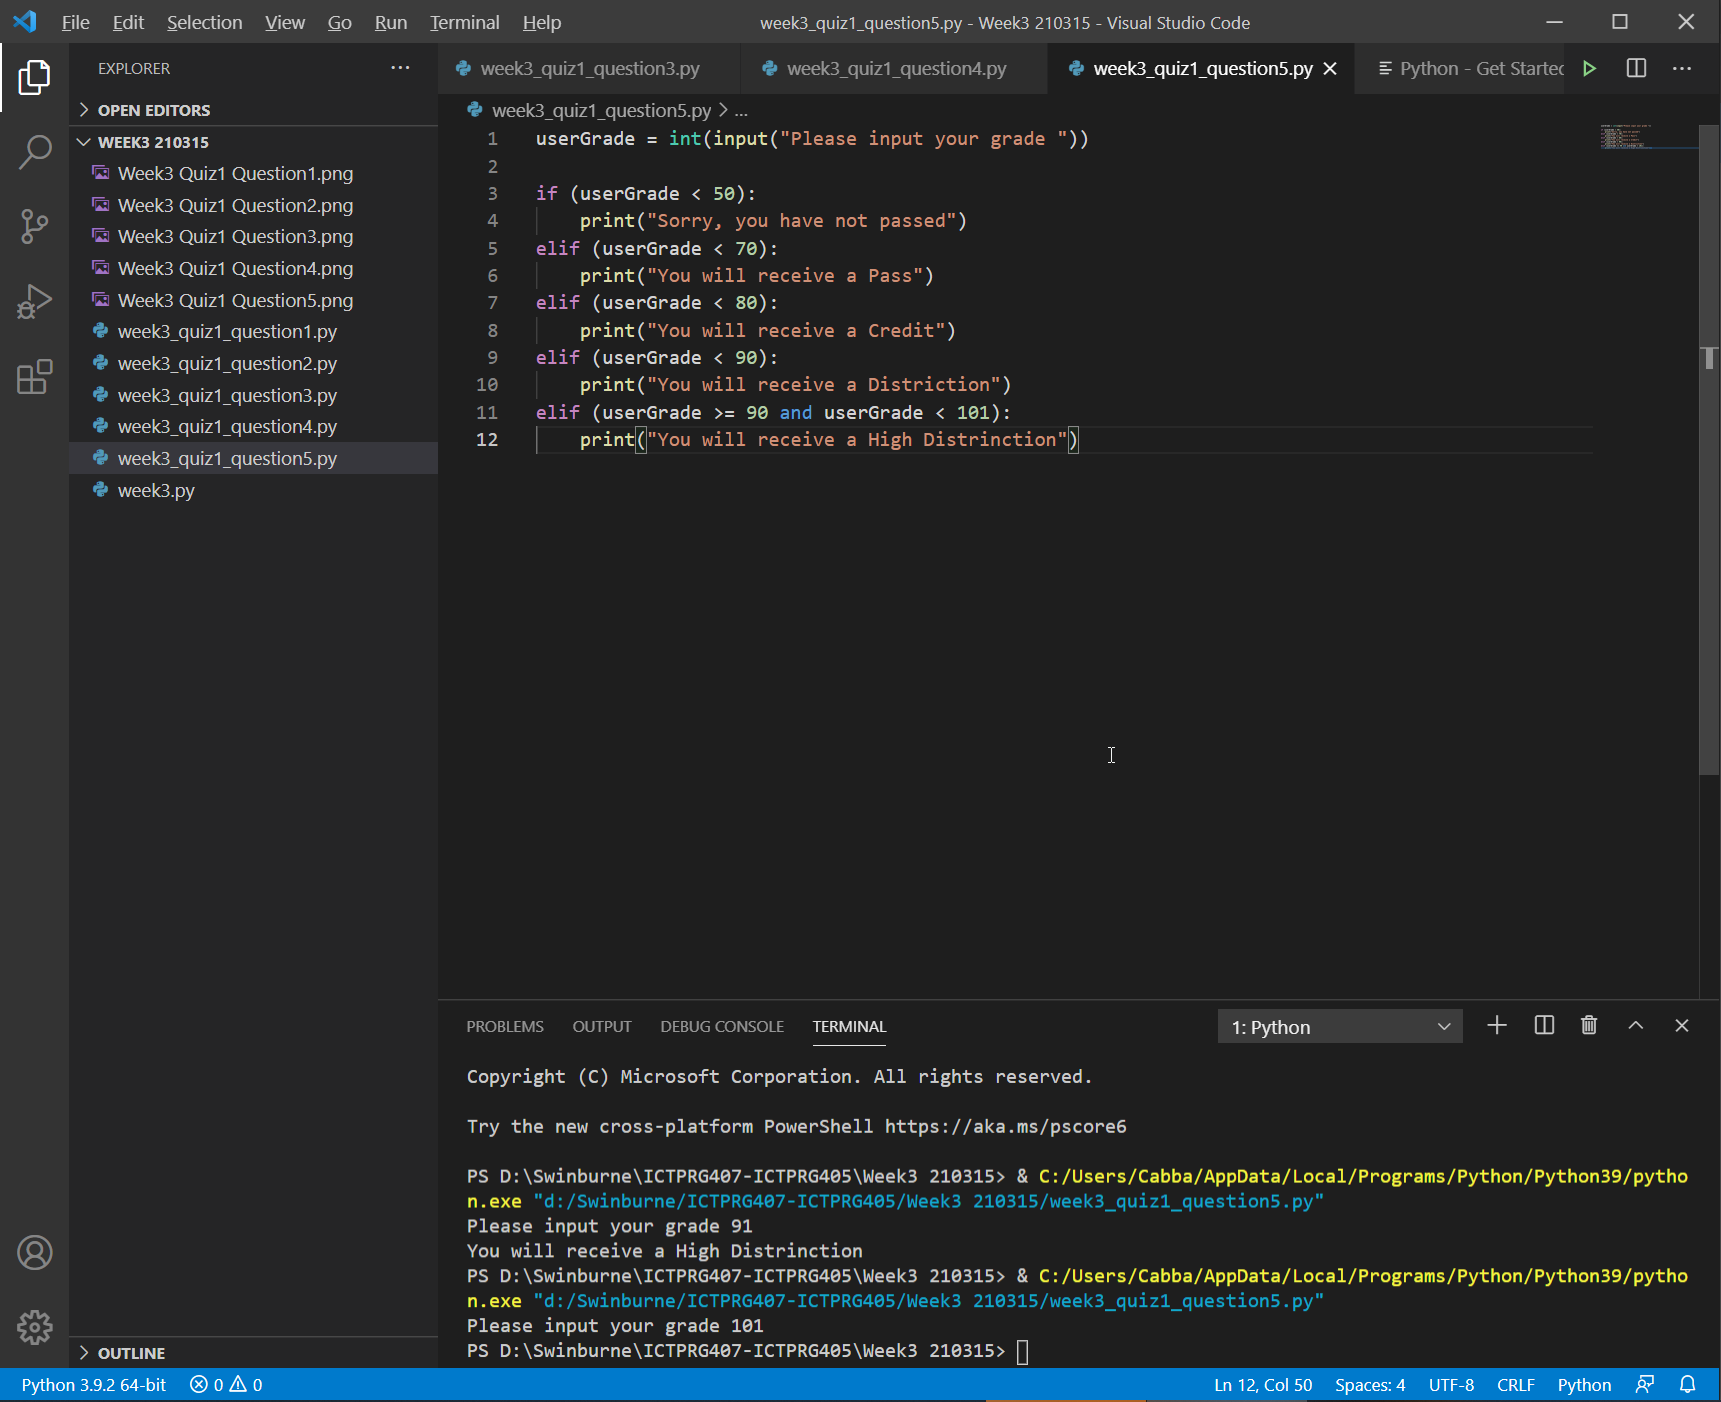 File Edit Selection View Go Run Terminal Help
week3_quiz1_question5.py - Week3 210315 - Visual Studio Code
EXPLORER
OPEN EDITORS
WEEK3 210315
Week3 Quiz1 Question1.png
Week3 Quiz1 Question2.png
Week3 Quiz1 Question3.png
Week3 Quiz1 Question4.png
Week3 Quiz1 Question5.png
week3_quiz1_question1.py
week3_quiz1_question2.py
week3_quiz1_question3.py
week3_quiz1_question4.py
week3_quiz1_question5.py
week3.py
OUTLINE
week3_quiz1_question3.py week3_quiz1_question4.py week3_quiz1_question5.py Python - Get Started
week3_quiz1_question5.py > ...
1 userGrade = int(input("Please input your grade "))
2
3 if (userGrade < 50):
4 print("Sorry, you have not passed")
5 elif (userGrade < 70):
6 print("You will receive a Pass")
7 elif (userGrade < 80):
8 print("You will receive a Credit")
9 elif (userGrade < 90):
10 print("You will receive a Distriction")
11 elif (userGrade >= 90 and userGrade < 101):
12 print("You will receive a High Distrinction")
PROBLEMS OUTPUT DEBUG CONSOLE TERMINAL 1: Python
Copyright (C) Microsoft Corporation. All rights reserved.
Try the new cross-platform PowerShell https://aka.ms/pscore6
PS D:\Swinburne\ICTPRG407-ICTPRG405\Week3 210315> & C:/Users/Cabba/AppData/Local/Programs/Python/Python39/pytho
n.exe "d:/Swinburne/ICTPRG407-ICTPRG405/Week3 210315/week3_quiz1_question5.py"
Please input your grade 91
You will receive a High Distrinction
PS D:\Swinburne\ICTPRG407-ICTPRG405\Week3 210315> & C:/Users/Cabba/AppData/Local/Programs/Python/Python39/pytho
n.exe "d:/Swinburne/ICTPRG407-ICTPRG405/Week3 210315/week3_quiz1_question5.py"
Please input your grade 101
PS D:\Swinburne\ICTPRG407-ICTPRG405\Week3 210315>
Python 3.9.2 64-bit 0 0 Ln 12, Col 50 Spaces: 4 UTF-8 CRLF Python